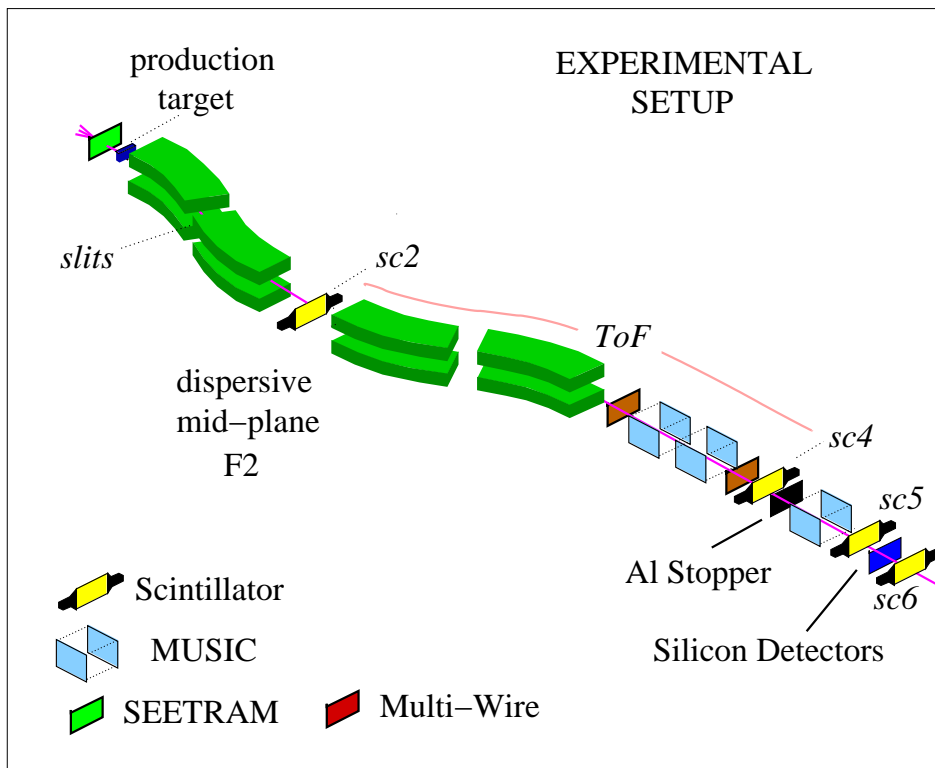 EXPERIMENTAL
SETUP
production
target
slits
sc2
ToF
dispersive
mid−plane
F2
sc4
sc5
Al Stopper
sc6
Silicon Detectors
Scintillator
MUSIC
SEETRAM
Multi−Wire